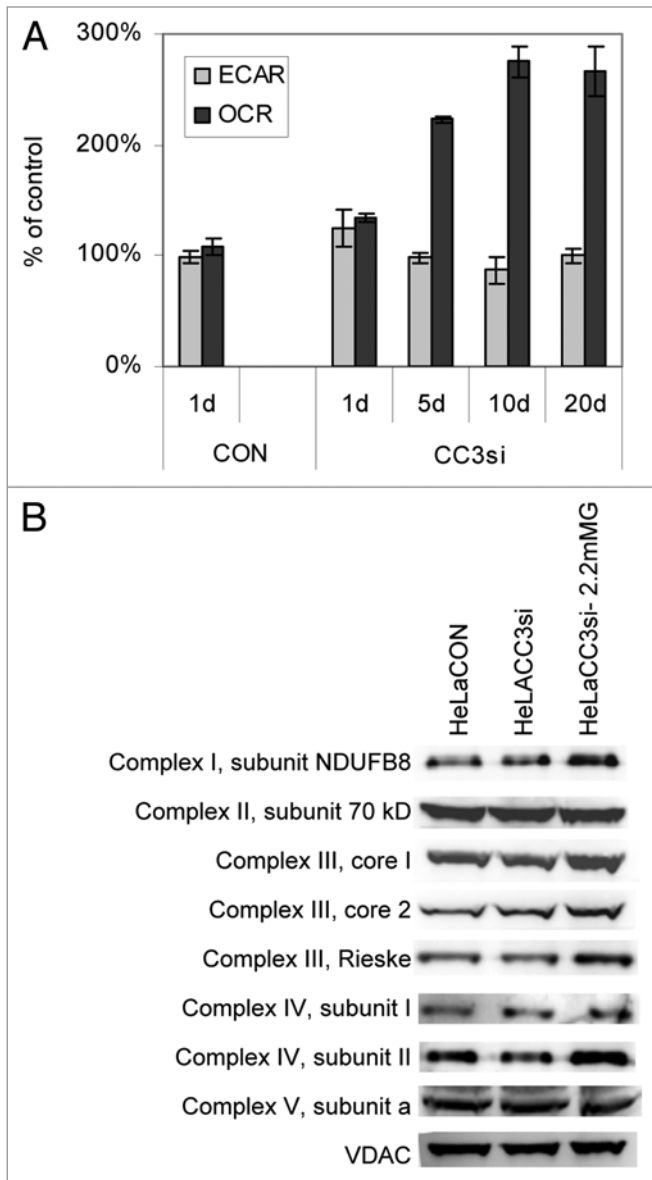 A
300%
200%
100%
0%
% of control
ECAR
OCR
1d 1d 5d 10d 20d
CON CC3si
B
HeLaCON
HeLACC3si
HeLaCC3si- 2.2mMG
Complex I, subunit NDUFB8
Complex II, subunit 70 kD
Complex III, core I
Complex III, core 2
Complex III, Rieske
Complex IV, subunit I
Complex IV, subunit II
Complex V, subunit a
VDAC